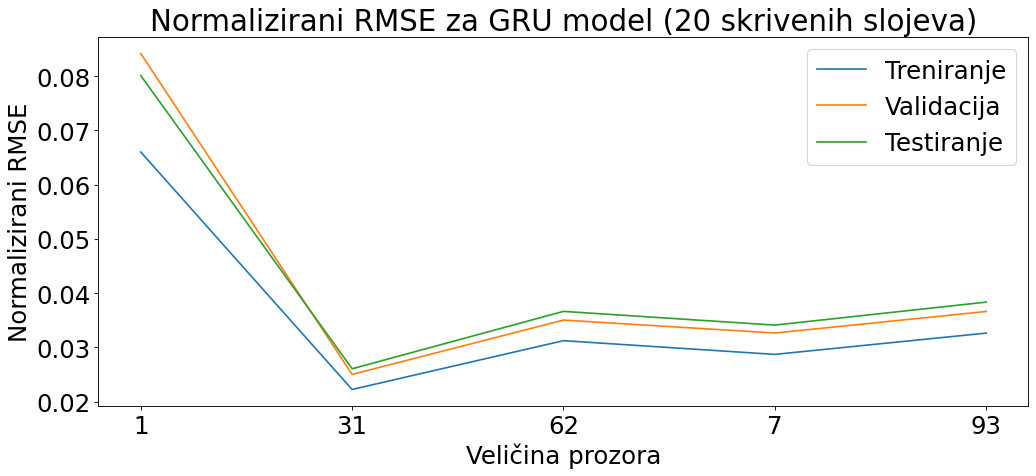 Normalizirani RMSE za GRU model (20 skrivenih slojeva)
Treniranje
Validacija
Testiranje
Normalizirani RMSE
0.08
0.07
0.06
0.05
0.04
0.03
0.02
1 31 62 7 93
Veličina prozora